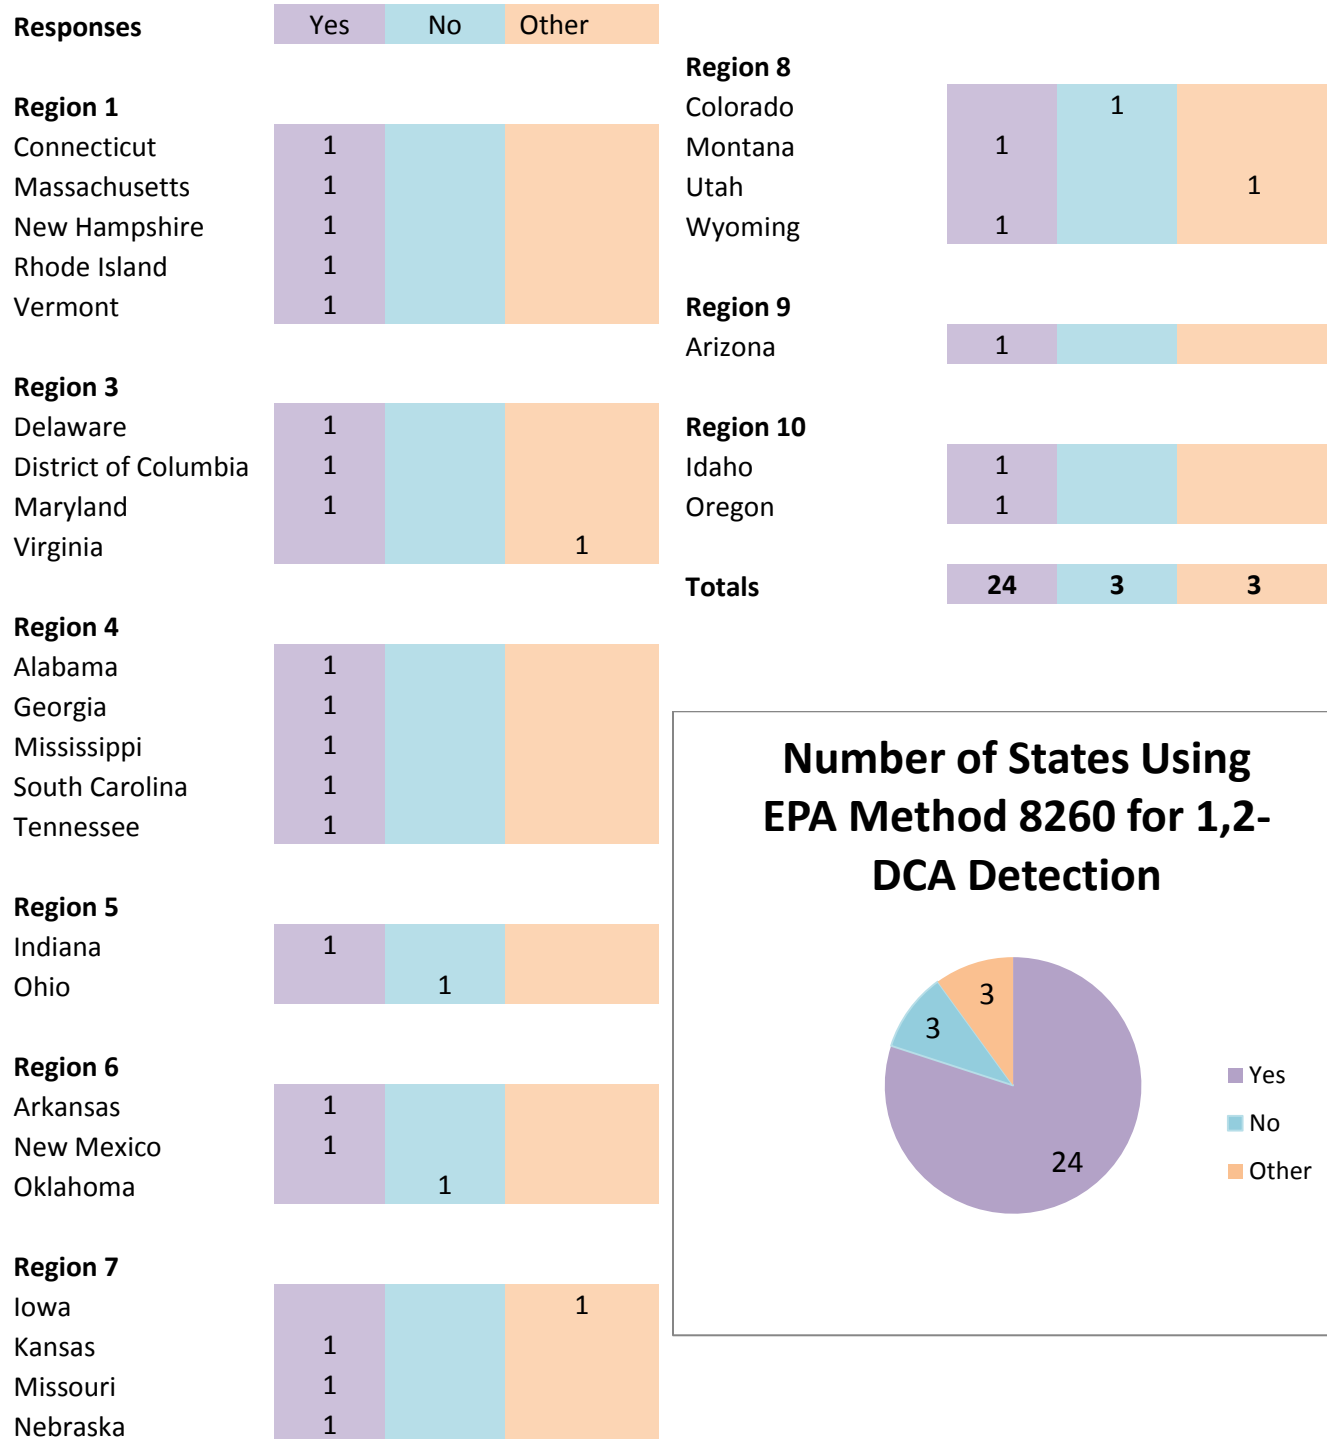 Responses Yes No Other
Region 1
Connecticut 1
Massachusetts 1
New Hampshire 1
Rhode Island 1
Vermont 1
Region 3
Delaware 1
District of Columbia 1
Maryland 1
Virginia 1
Region 4
Alabama 1
Georgia 1
Mississippi 1
South Carolina 1
Tennessee 1
Region 5
Indiana 1
Ohio 1
Region 6
Arkansas 1
New Mexico 1
Oklahoma 1
Region 7
Iowa 1
Kansas 1
Missouri 1
Nebraska 1
Region 8
Colorado 1
Montana 1
Utah 1
Wyoming 1
Region 9
Arizona 1
Region 10
Idaho 1
Oregon 1
Totals 24 3 3
Number of States Using
EPA Method 8260 for 1,2-
DCA Detection
3
3
24
Yes
No
Other